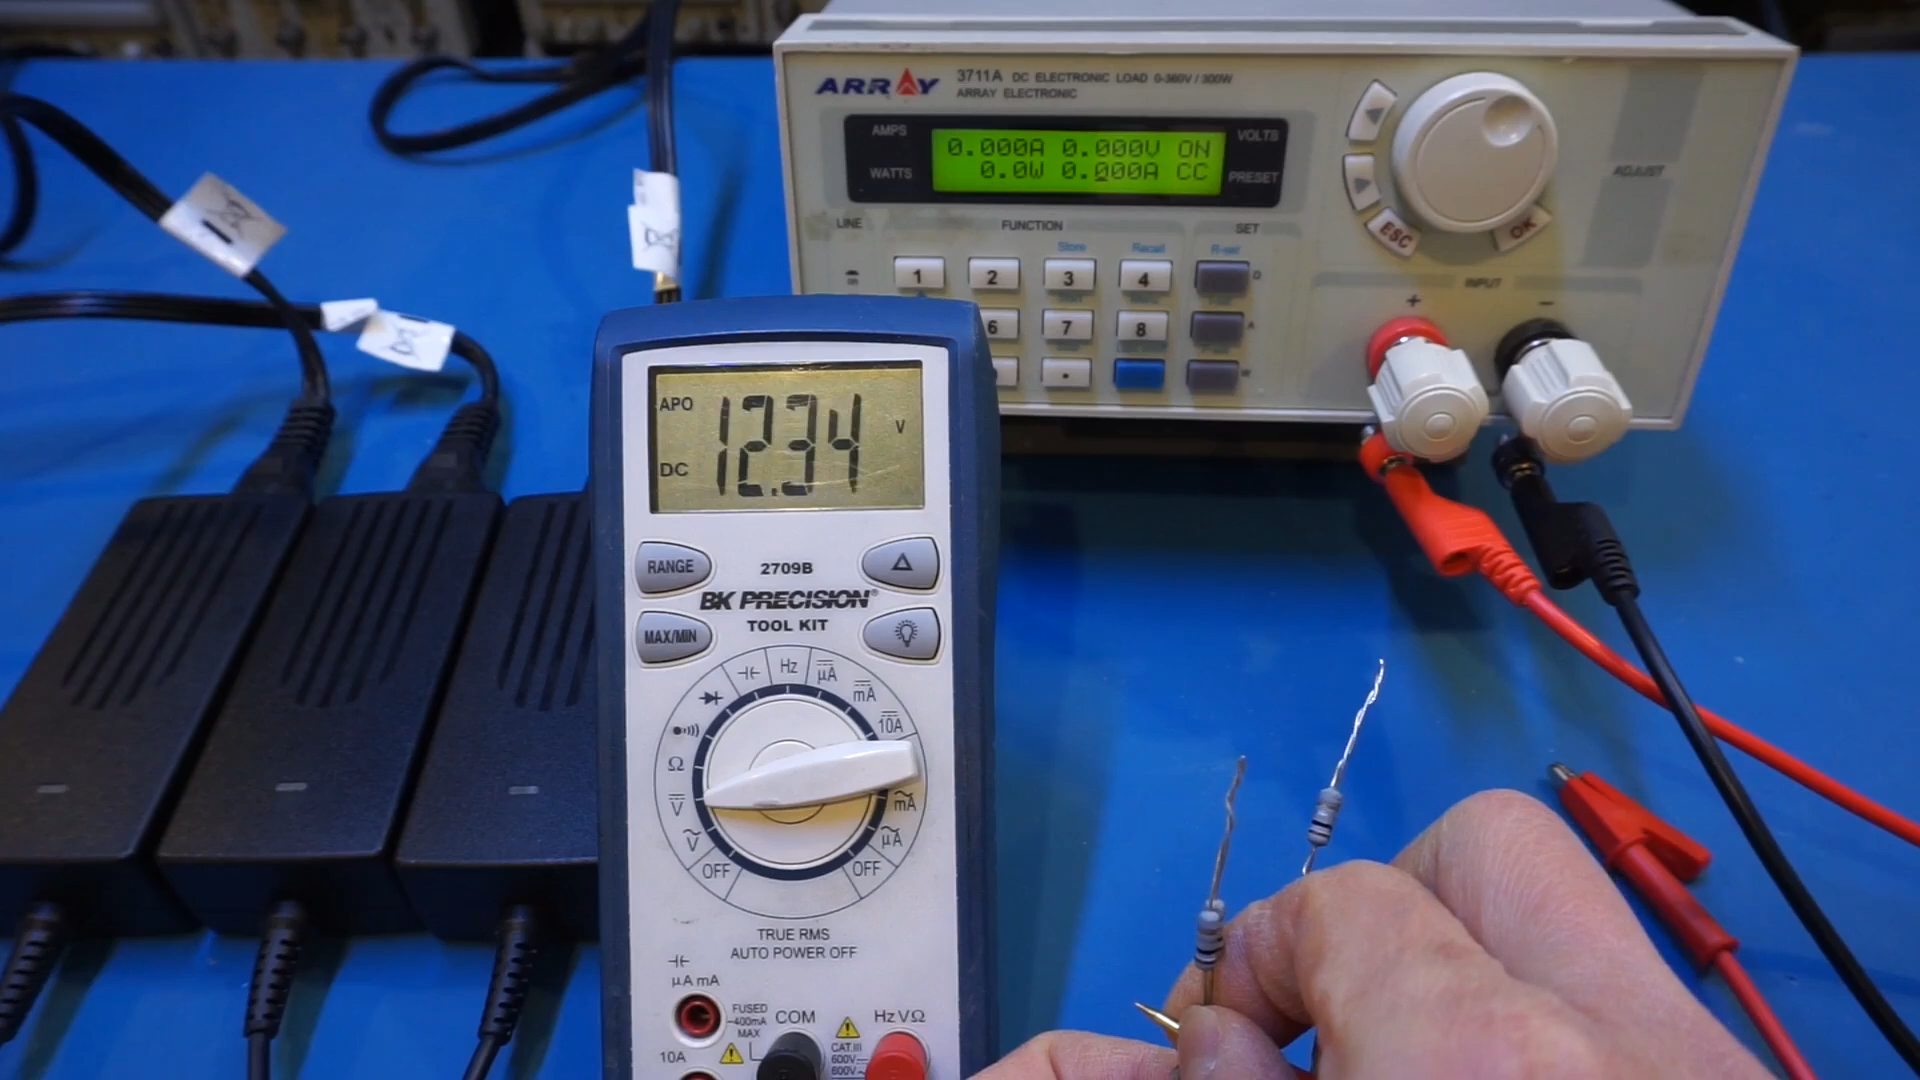 ARRAY 3711A DC ELECTRONIC LOAD 0-360V / 300W
ARRAY ELECTRONIC
AMPS
VOLTS
0.000A 0.000V ON
0.0W 0.000A CC
WATTS
PRESET
ADJUST
ESC
OK
LINE
FUNCTION
SET
Store
Recall
R-set
INPUT
1
2
3
4
+
−
6
7
8
APO
12.34
V
DC
RANGE
2709B
Δ
BK PRECISION®
MAX/MIN
TOOL KIT
Hz
µA
mA
10A
Ω
V
mA
V
µA
OFF
OFF
TRUE RMS
AUTO POWER OFF
µA mA
FUSED
400mA
MAX
COM
Hz V Ω
10A
CAT.III
600V
600V